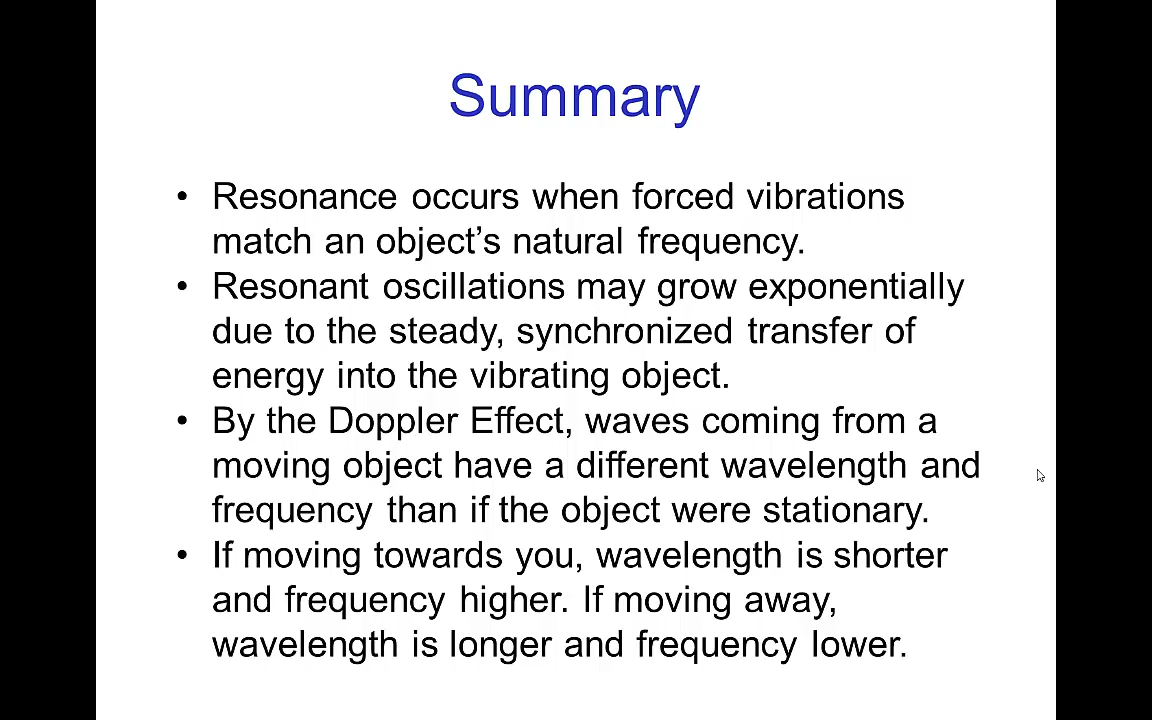 Summary
• Resonance occurs when forced vibrations
match an object’s natural frequency.
• Resonant oscillations may grow exponentially
due to the steady, synchronized transfer of
energy into the vibrating object.
• By the Doppler Effect, waves coming from a
moving object have a different wavelength and
frequency than if the object were stationary.
• If moving towards you, wavelength is shorter
and frequency higher. If moving away,
wavelength is longer and frequency lower.